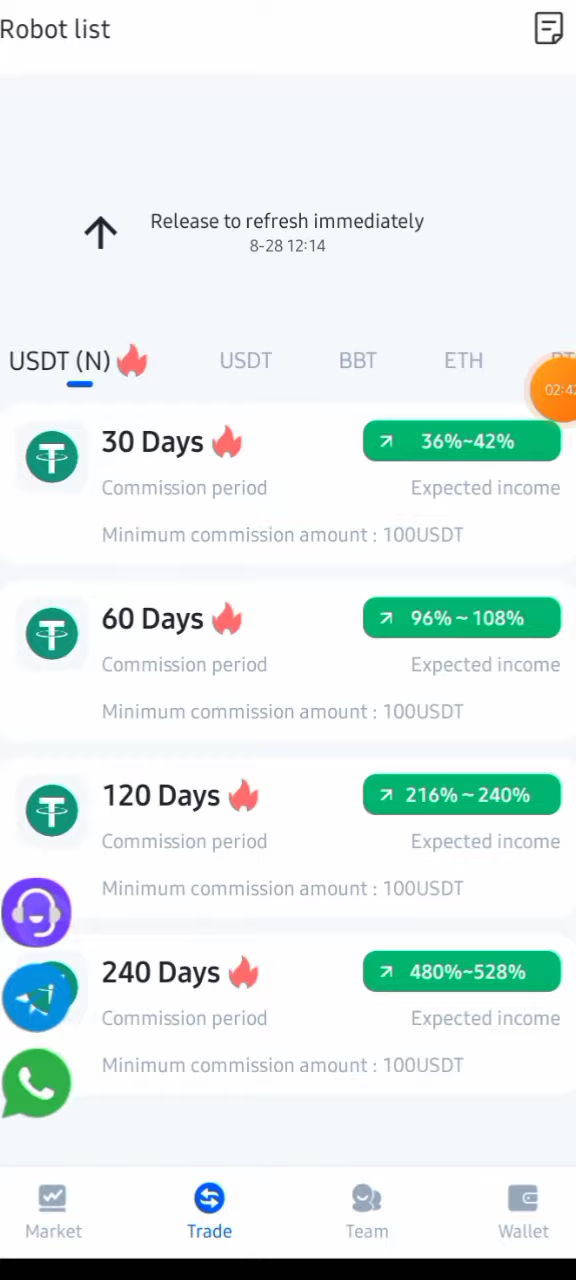 Robot list
Release to refresh immediately
8-28 12:14
USDT (N) USDT BBT ETH
02:42
30 Days 36%~42%
Commission period Expected income
Minimum commission amount : 100USDT
60 Days 96% ~ 108%
Commission period Expected income
Minimum commission amount : 100USDT
120 Days 216% ~ 240%
Commission period Expected income
Minimum commission amount : 100USDT
240 Days 480%~528%
Commission period Expected income
Minimum commission amount : 100USDT
Market Trade Team Wallet